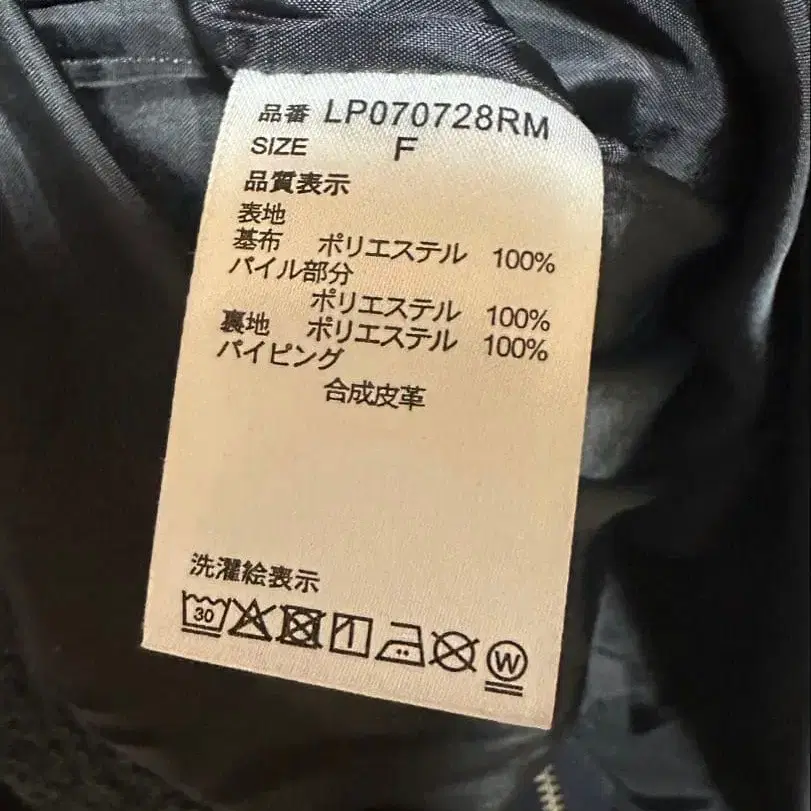 品番 LP070728RM
SIZE F
品質表示
表地
基布 ポリエステル 100%
パイル部分
ポリエステル 100%
裏地 ポリエステル 100%
パイピング
合成皮革
洗濯絵表示
30 W